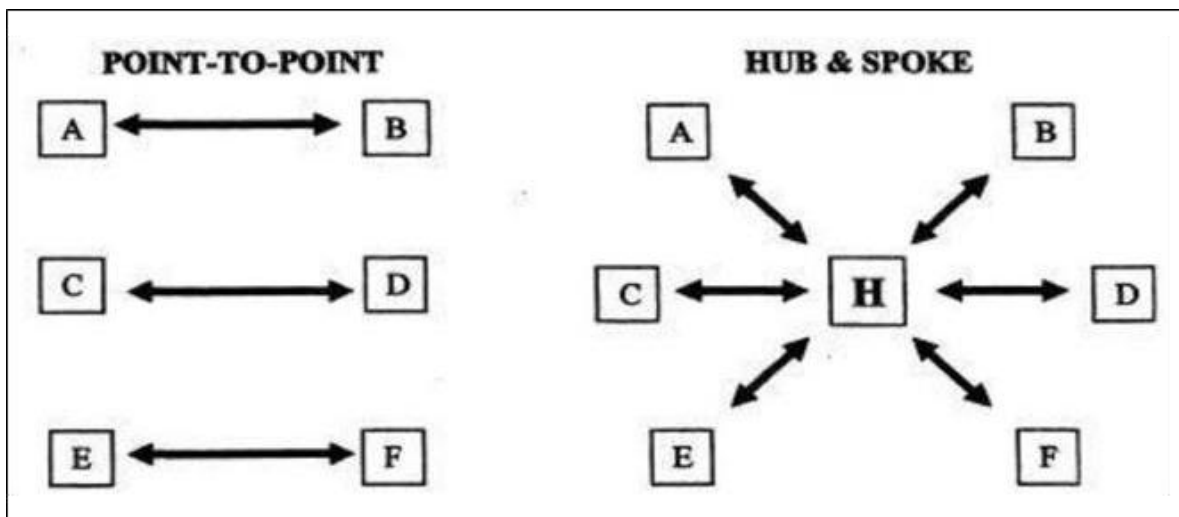 POINT-TO-POINT
A B
C D
E F
HUB & SPOKE
A B
C H D
E F